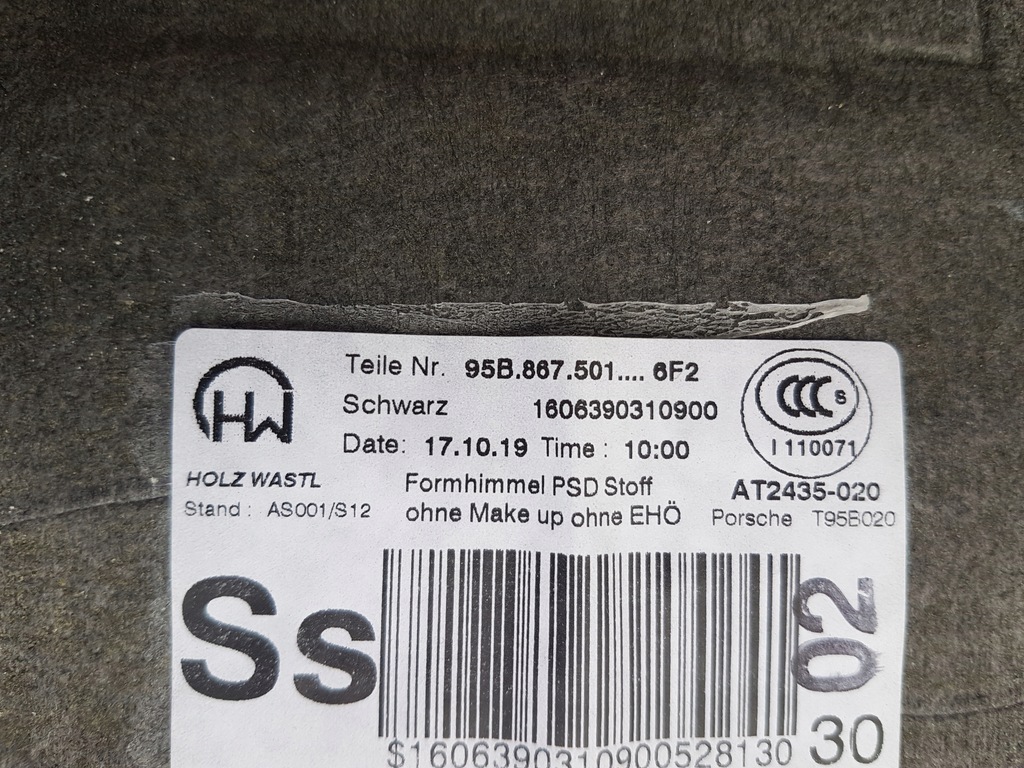 HW
Teile Nr. 95B.867.501.... 6F2
Schwarz 1606390310900
Date: 17.10.19 Time : 10:00
CCC S
I 110071
HOLZ WASTL
Formhimmel PSD Stoff
AT2435-020
Stand : AS001/S12
ohne Make up ohne EHÖ
Porsche T95B020
Ss
02
30
$1606390310900528130